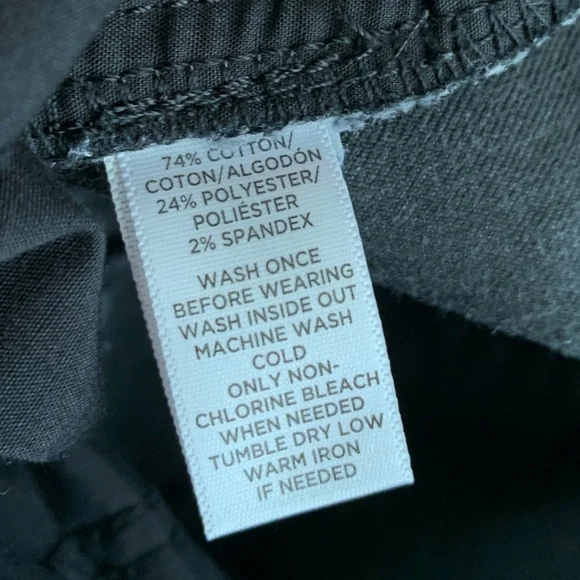 74% COTTON/
COTON/ALGODÓN
24% POLYESTER/
POLIÉSTER
2% SPANDEX
WASH ONCE
BEFORE WEARING
WASH INSIDE OUT
MACHINE WASH
COLD
ONLY NON-
CHLORINE BLEACH
WHEN NEEDED
TUMBLE DRY LOW
WARM IRON
IF NEEDED